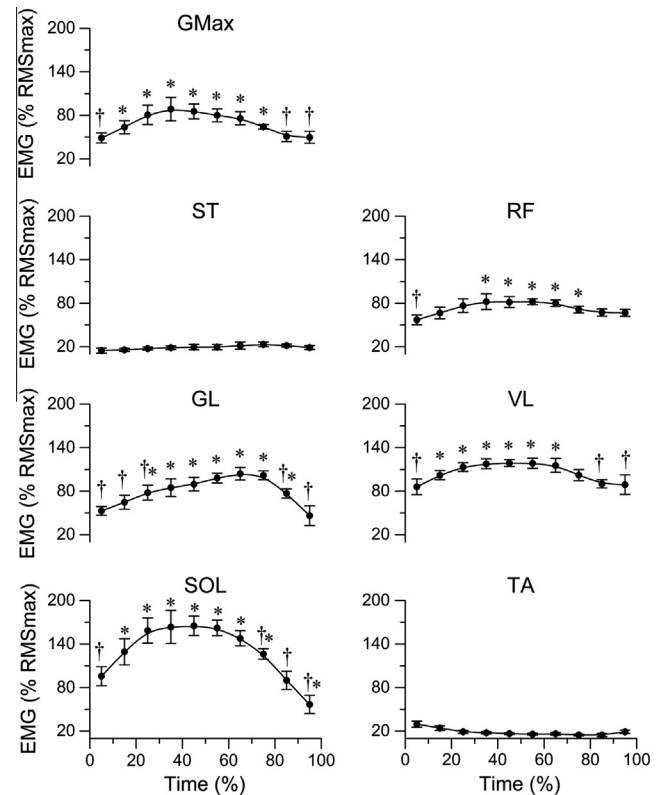 GMax
EMG (% RMSmax)
200
140
80
20
† * * * * * * * † †
ST
EMG (% RMSmax)
200
140
80
20
RF
200
140
80
20
† * * * * *
GL
EMG (% RMSmax)
200
140
80
20
† † †* * * * * * †* †
VL
200
140
80
20
† * * * * * * † †
SOL
EMG (% RMSmax)
200
140
80
20
† * * * * * * †* † †*
0 20 40 60 80 100
Time (%)
TA
200
140
80
20
0 20 40 60 80 100
Time (%)